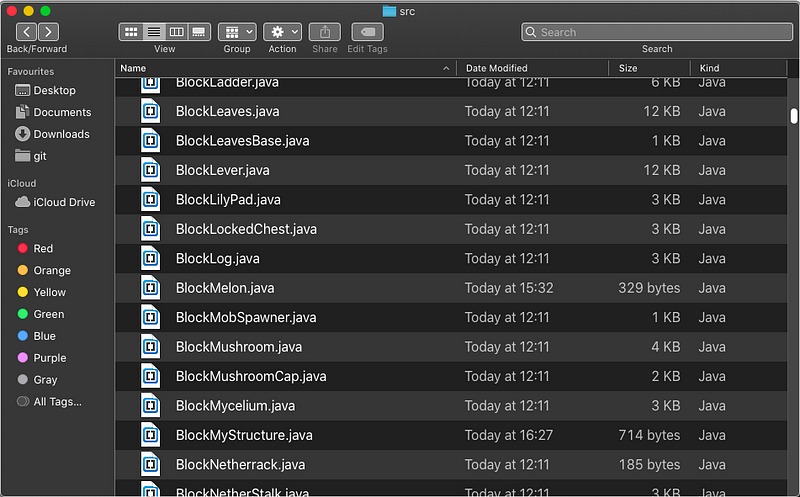 src
Search
Back/Forward View Group Action Share Edit Tags Search
Favourites
Desktop
Documents
Downloads
git
iCloud
iCloud Drive
Tags
Red
Orange
Yellow
Green
Blue
Purple
Gray
All Tags...
Name Date Modified Size Kind
BlockLadder.java Today at 12:11 6 KB Java
BlockLeaves.java Today at 12:11 12 KB Java
BlockLeavesBase.java Today at 12:11 1 KB Java
BlockLever.java Today at 12:11 12 KB Java
BlockLilyPad.java Today at 12:11 3 KB Java
BlockLockedChest.java Today at 12:11 3 KB Java
BlockLog.java Today at 12:11 3 KB Java
BlockMelon.java Today at 15:32 329 bytes Java
BlockMobSpawner.java Today at 12:11 1 KB Java
BlockMushroom.java Today at 12:11 4 KB Java
BlockMushroomCap.java Today at 12:11 2 KB Java
BlockMycelium.java Today at 12:11 3 KB Java
BlockMyStructure.java Today at 16:27 714 bytes Java
BlockNetherrack.java Today at 12:11 185 bytes Java
BlockNetherStalk.java Today at 12:11 3 KB Java